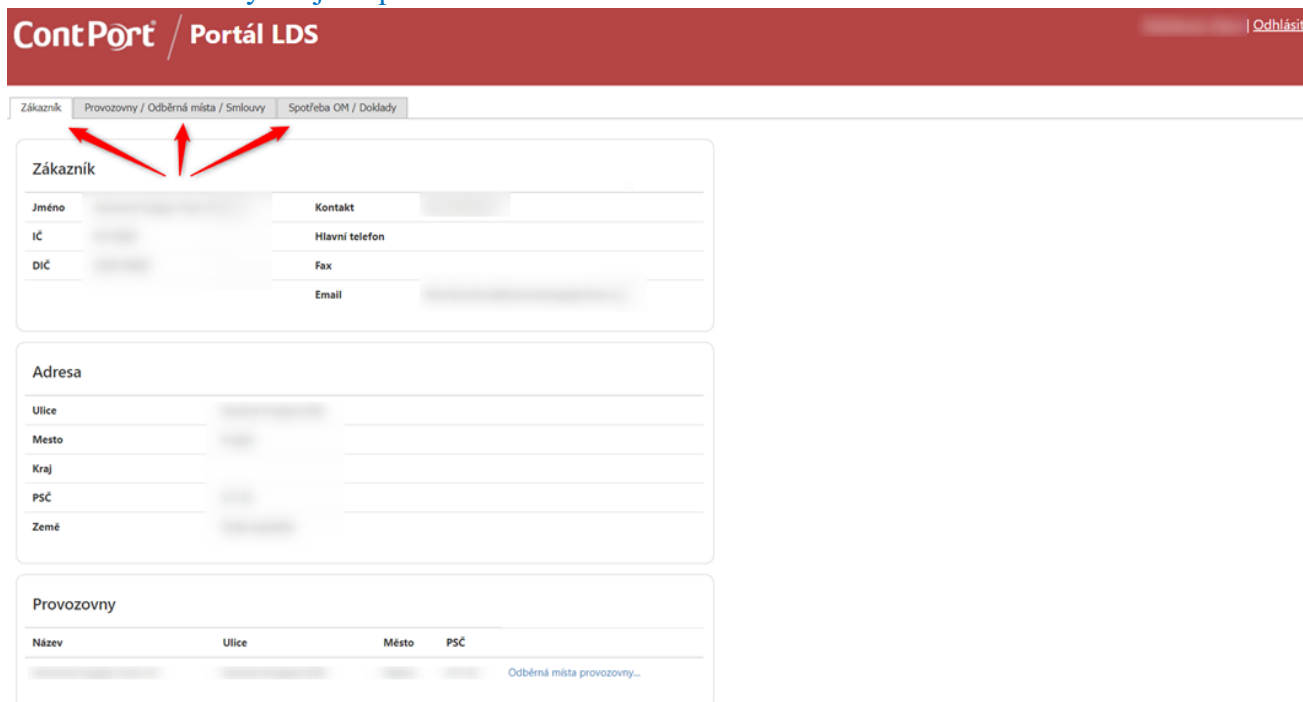 ContPort / Portál LDS
| Odhlásit
Zákazník Provozovny / Odběrná místa / Smlouvy Spotřeba OM / Doklady
Zákazník
Jméno Kontakt
IČ Hlavní telefon
DIČ Fax
Email
Adresa
Ulice
Mesto
Kraj
PSČ
Země
Provozovny
Název Ulice Město PSČ
Odběrná místa provozovny...